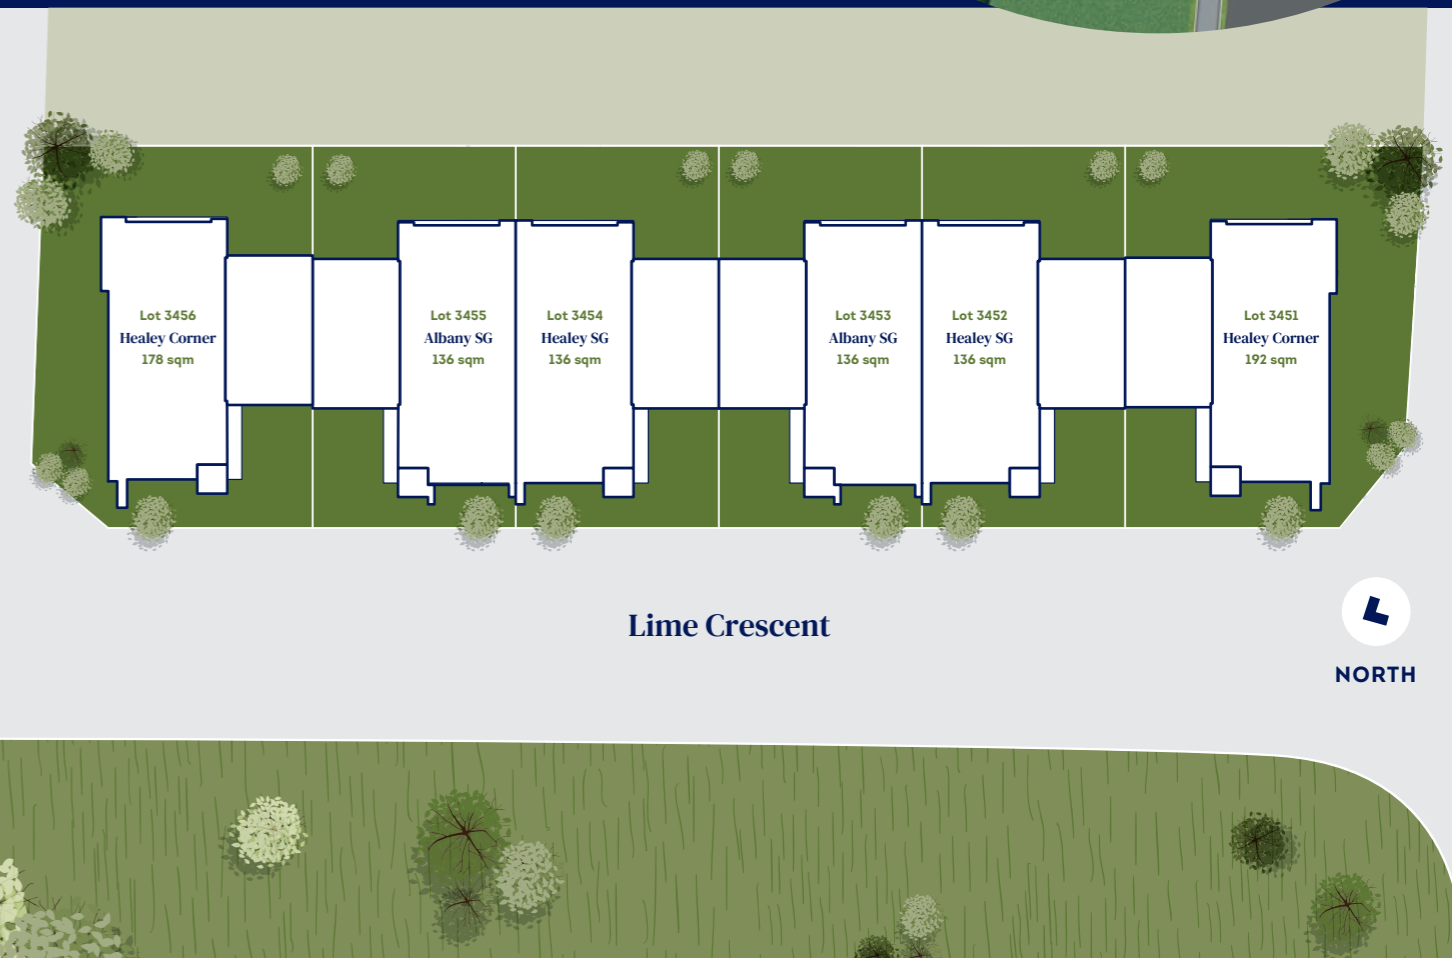 Lot 3456
Healey Corner
178 sqm
Lot 3455
Albany SG
136 sqm
Lot 3454
Healey SG
136 sqm
Lot 3453
Albany SG
136 sqm
Lot 3452
Healey SG
136 sqm
Lot 3451
Healey Corner
192 sqm
Lime Crescent
NORTH